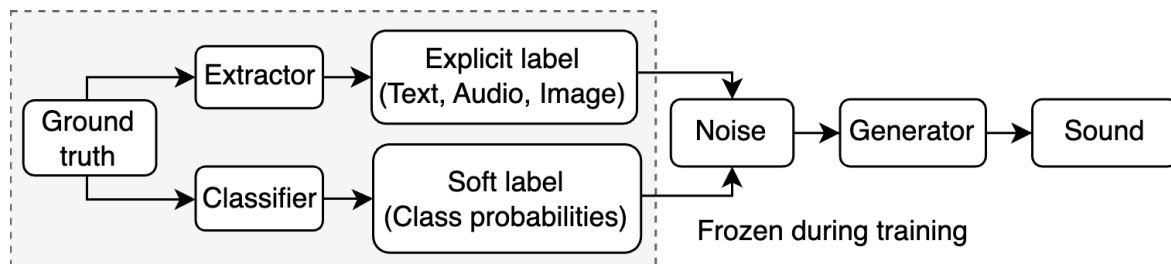 Ground
truth
Extractor
Explicit label
(Text, Audio, Image)
Classifier
Soft label
(Class probabilities)
Noise
Generator
Sound
Frozen during training